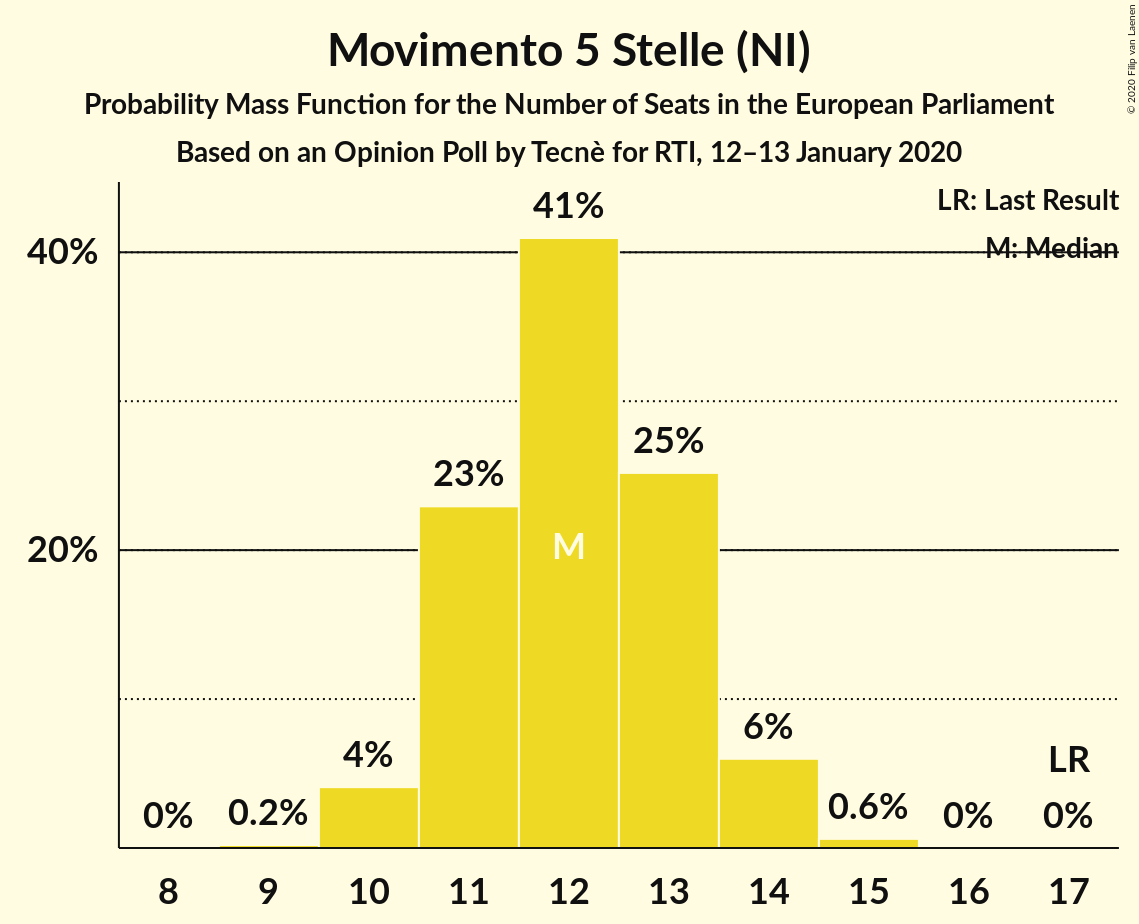 Movimento 5 Stelle (NI)
Probability Mass Function for the Number of Seats in the European Parliament
Based on an Opinion Poll by Tecnè for RTI, 12–13 January 2020
© 2020 Filip van Laenen
LR: Last Result
M: Median
40%
20%
0%
0.2%
4%
23%
41%
M
25%
6%
0.6%
0%
LR
0%
8 9 10 11 12 13 14 15 16 17